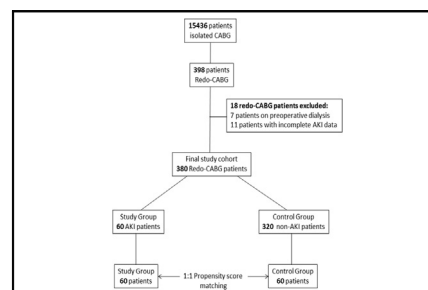 15436 patients
isolated CABG
398 patients
Redo-CABG
18 redo-CABG patients excluded:
7 patients on preoperative dialysis
11 patients with incomplete AKI data
Final study cohort
380 Redo-CABG patients
Study Group
60 AKI patients
Control Group
320 non-AKI patients
Study Group
60 patients
1:1 Propensity score
matching
Control Group
60 patients